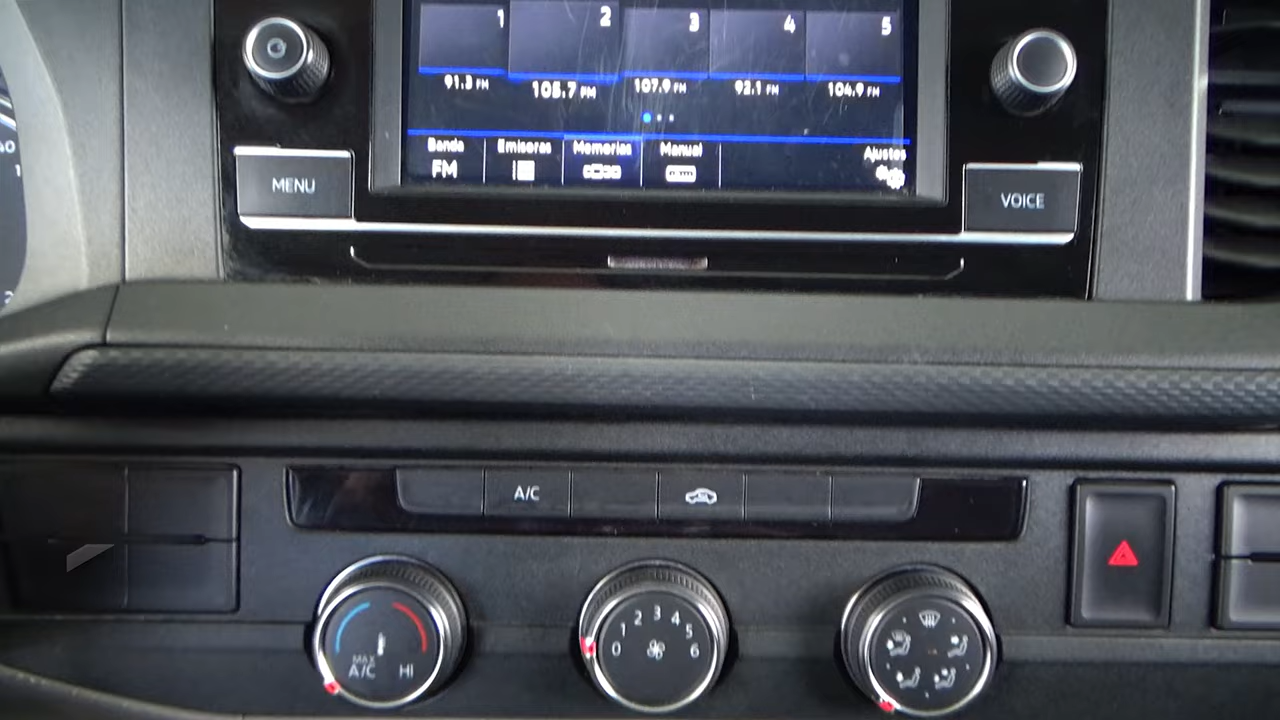 1 2 3 4 5
91.3 FM 105.7 FM 107.9 FM 92.1 FM 104.9 FM
Banda Emisoras Memorias Manual Ajustes
FM
MENU
VOICE
A/C
MAX
A/C HI
0 1 2 3 4 5 6